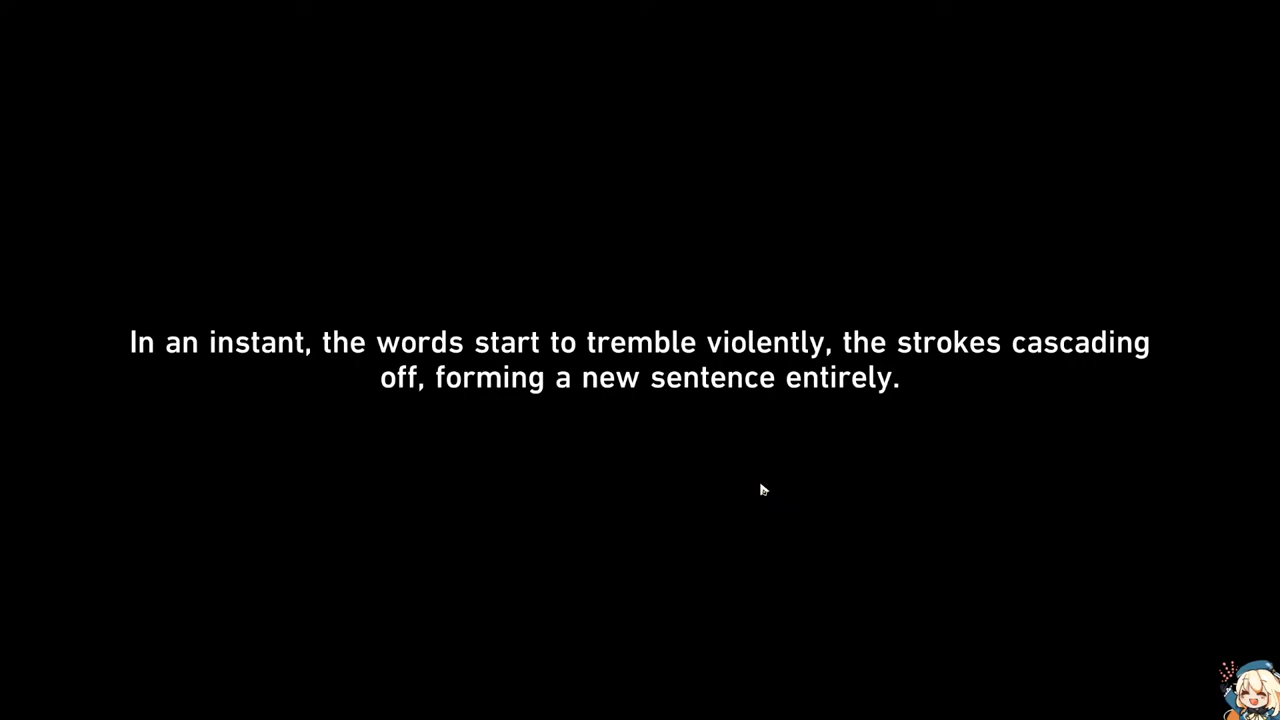 In an instant, the words start to tremble violently, the strokes cascading
off, forming a new sentence entirely.